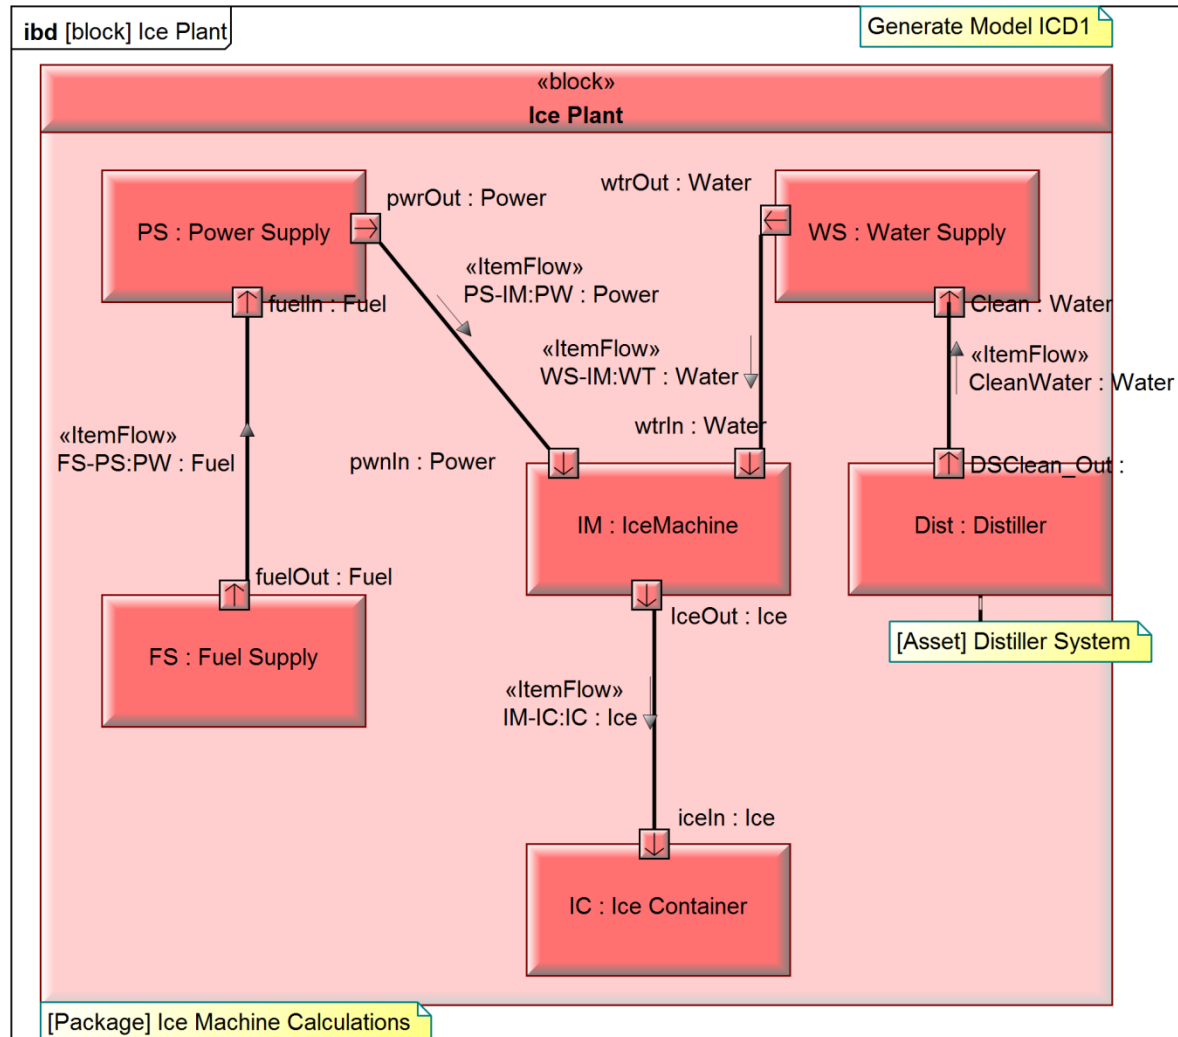 ibd [block] Ice Plant
Generate Model ICD1
«block»
Ice Plant
pwrOut : Power
wtrOut : Water
PS : Power Supply
WS : Water Supply
«ItemFlow»
PS-IM:PW : Power
fuelIn : Fuel
Clean : Water
«ItemFlow»
WS-IM:WT : Water
«ItemFlow»
CleanWater : Water
«ItemFlow»
FS-PS:PW : Fuel
wtrIn : Water
pwnIn : Power
DSClean_Out :
IM : IceMachine
Dist : Distiller
fuelOut : Fuel
IceOut : Ice
[Asset] Distiller System
FS : Fuel Supply
«ItemFlow»
IM-IC:IC : Ice
iceIn : Ice
IC : Ice Container
[Package] Ice Machine Calculations